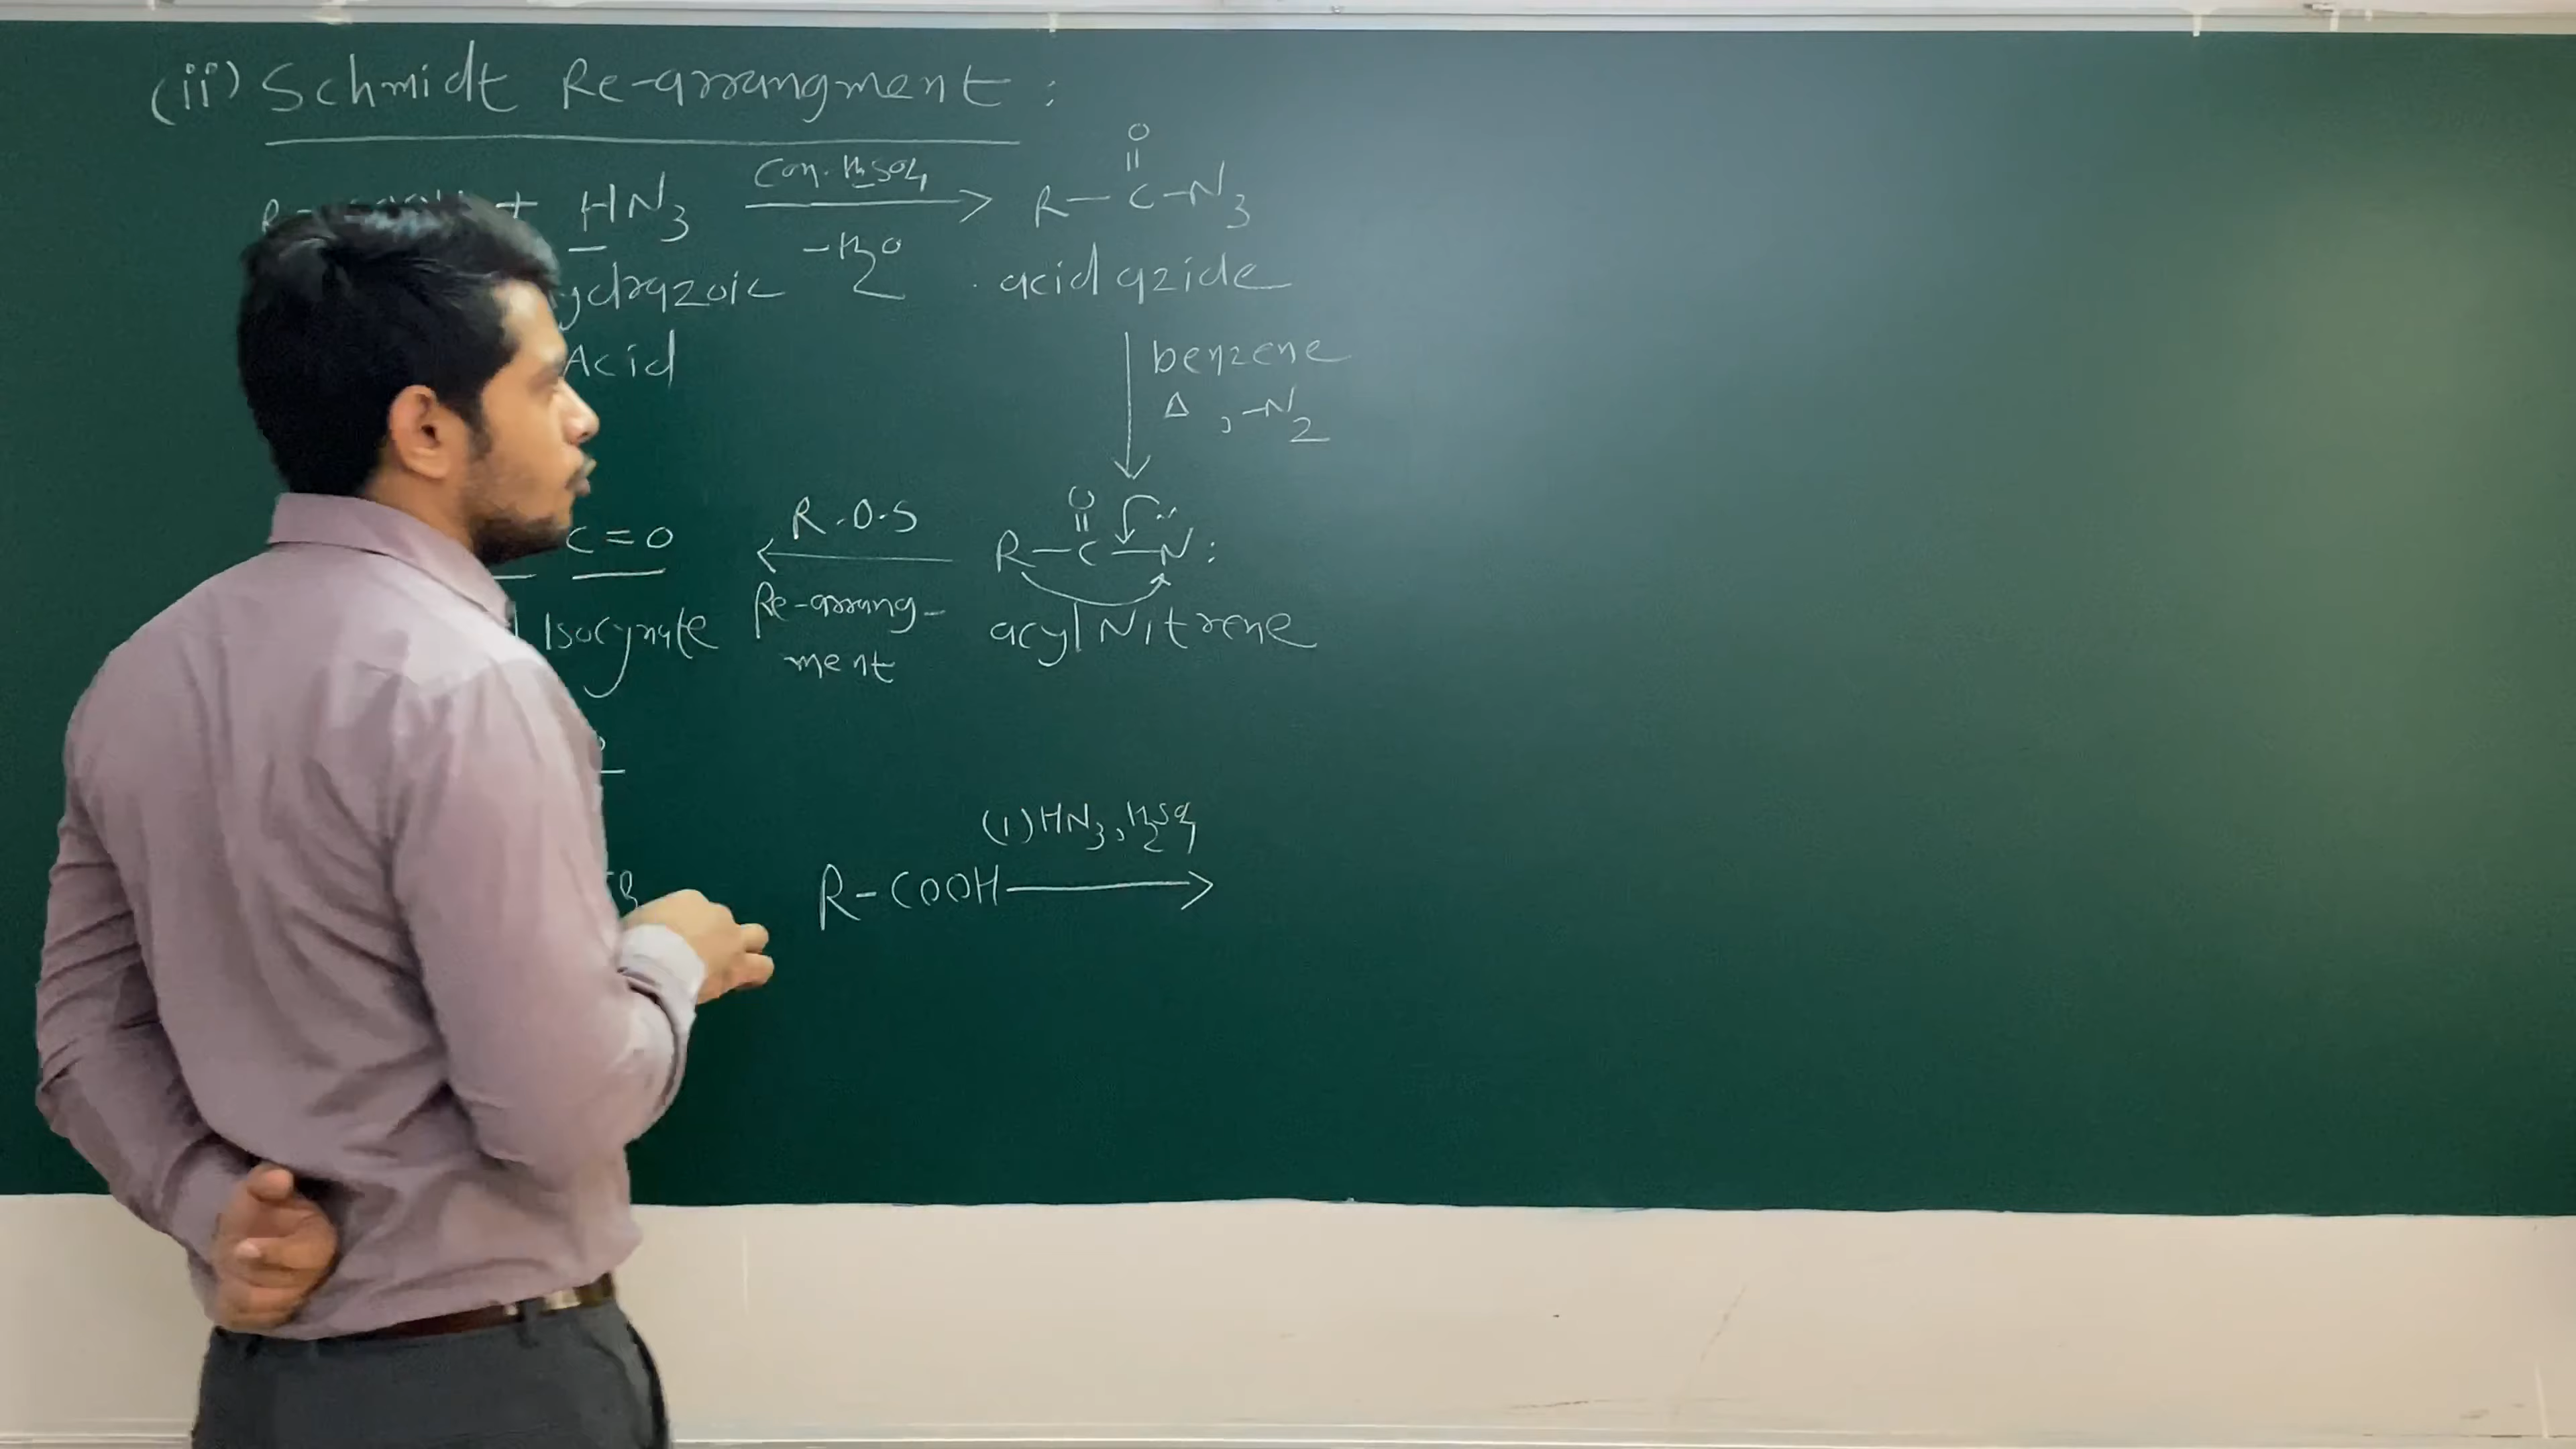 (ii) Schmidt Re-arrangment :
+ HN3 Con. H2SO4 -H2O R-C-N3
O
||
Acid acid azide
benzene
Δ , -N2
C=O R.D.S R-C-N:
O
||
Isocynate Re-arrang-
ment acyl Nitrene
(1) HN3, H2SO4
R-COOH